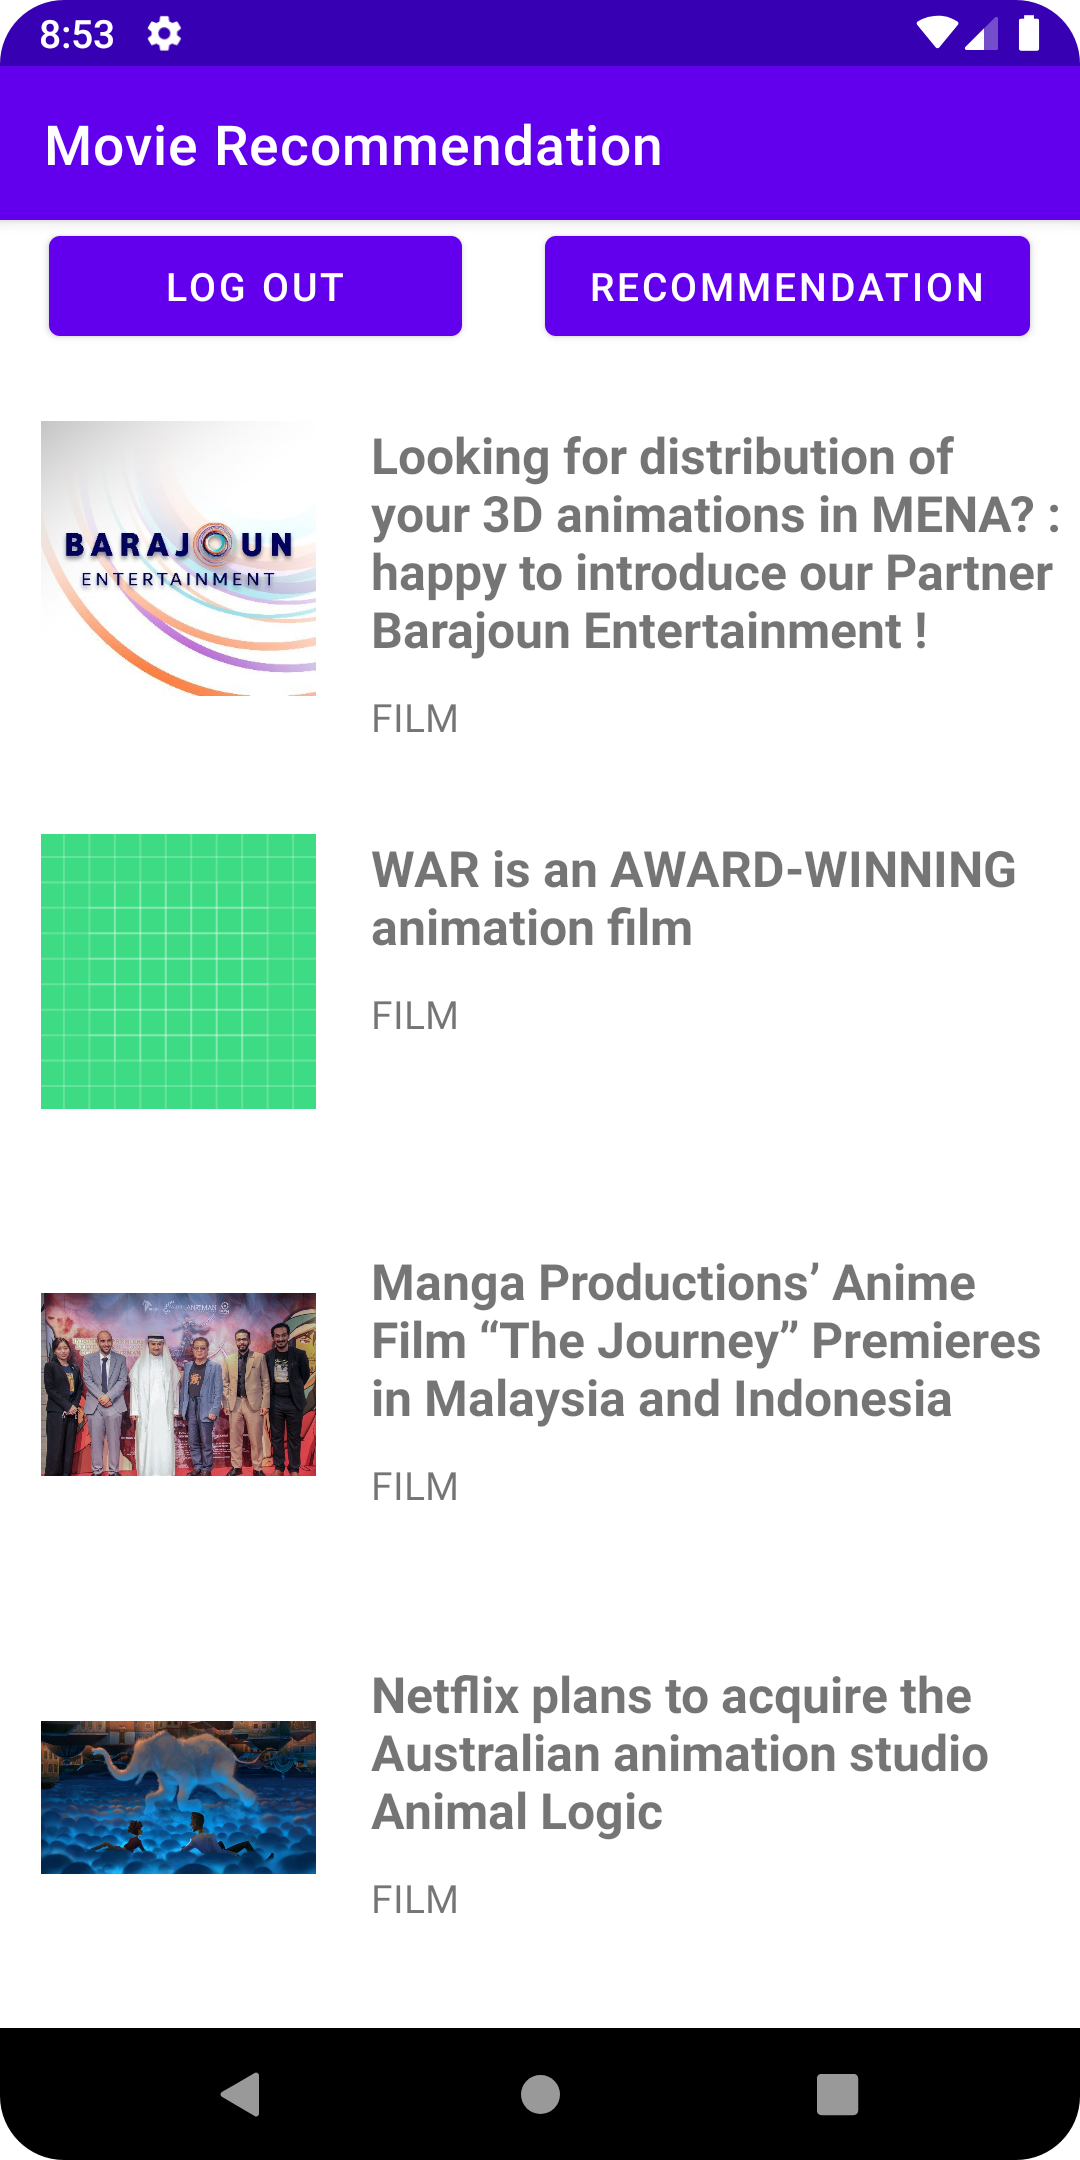 8:53
Movie Recommendation
LOG OUT
RECOMMENDATION
BARAJOUN
ENTERTAINMENT
Looking for distribution of
your 3D animations in MENA? :
happy to introduce our Partner
Barajoun Entertainment !
FILM
WAR is an AWARD-WINNING
animation film
FILM
Manga Productions’ Anime
Film “The Journey” Premieres
in Malaysia and Indonesia
FILM
Netflix plans to acquire the
Australian animation studio
Animal Logic
FILM